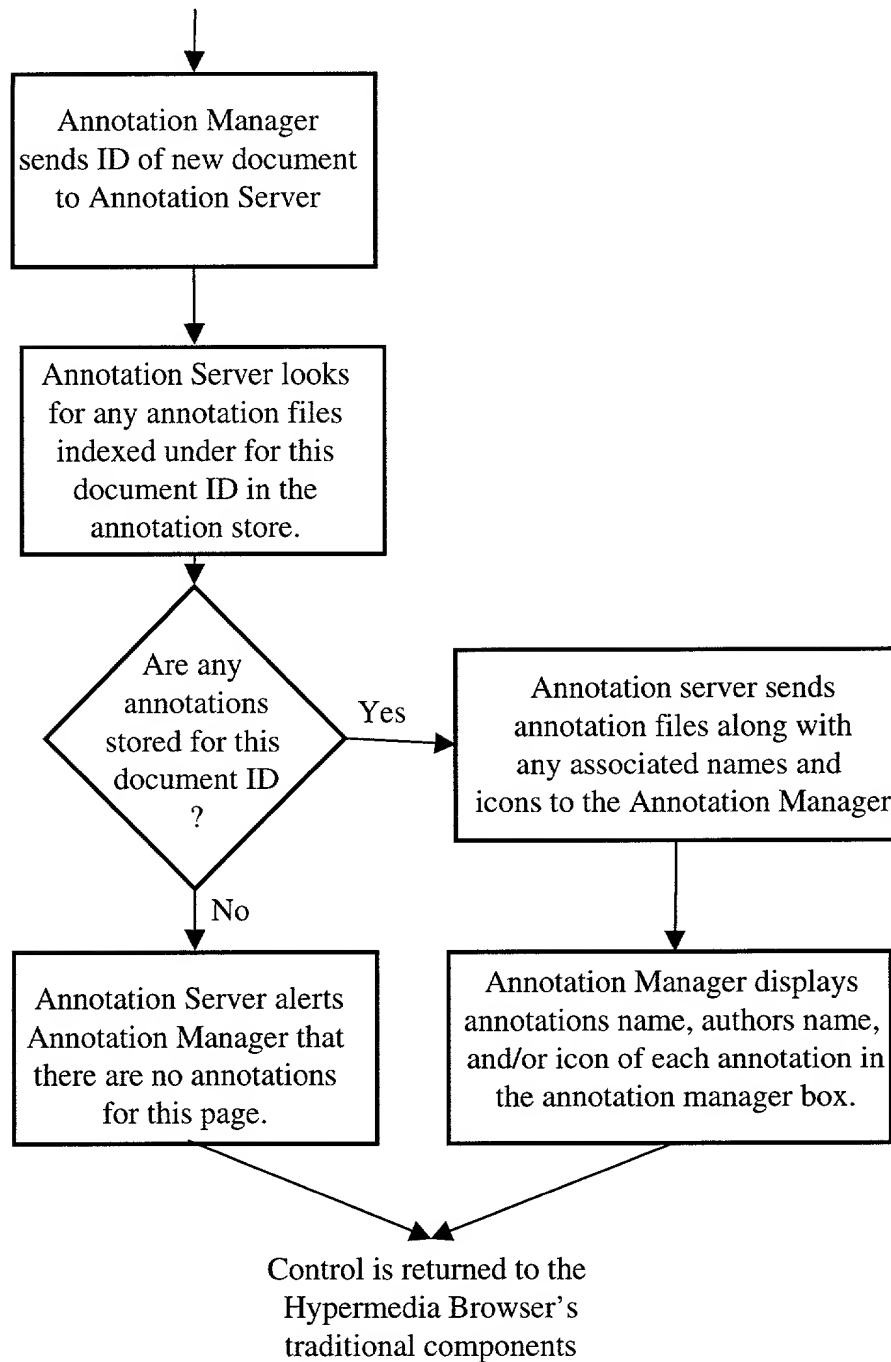 Annotation Manager
sends ID of new document
to Annotation Server
Annotation Server looks
for any annotation files
indexed under for this
document ID in the
annotation store.
Are any
annotations
stored for this
document ID
?
Yes
Annotation server sends
annotation files along with
any associated names and
icons to the Annotation Manager
No
Annotation Server alerts
Annotation Manager that
there are no annotations
for this page.
Annotation Manager displays
annotations name, authors name,
and/or icon of each annotation in
the annotation manager box.
Control is returned to the
Hypermedia Browser's
traditional components